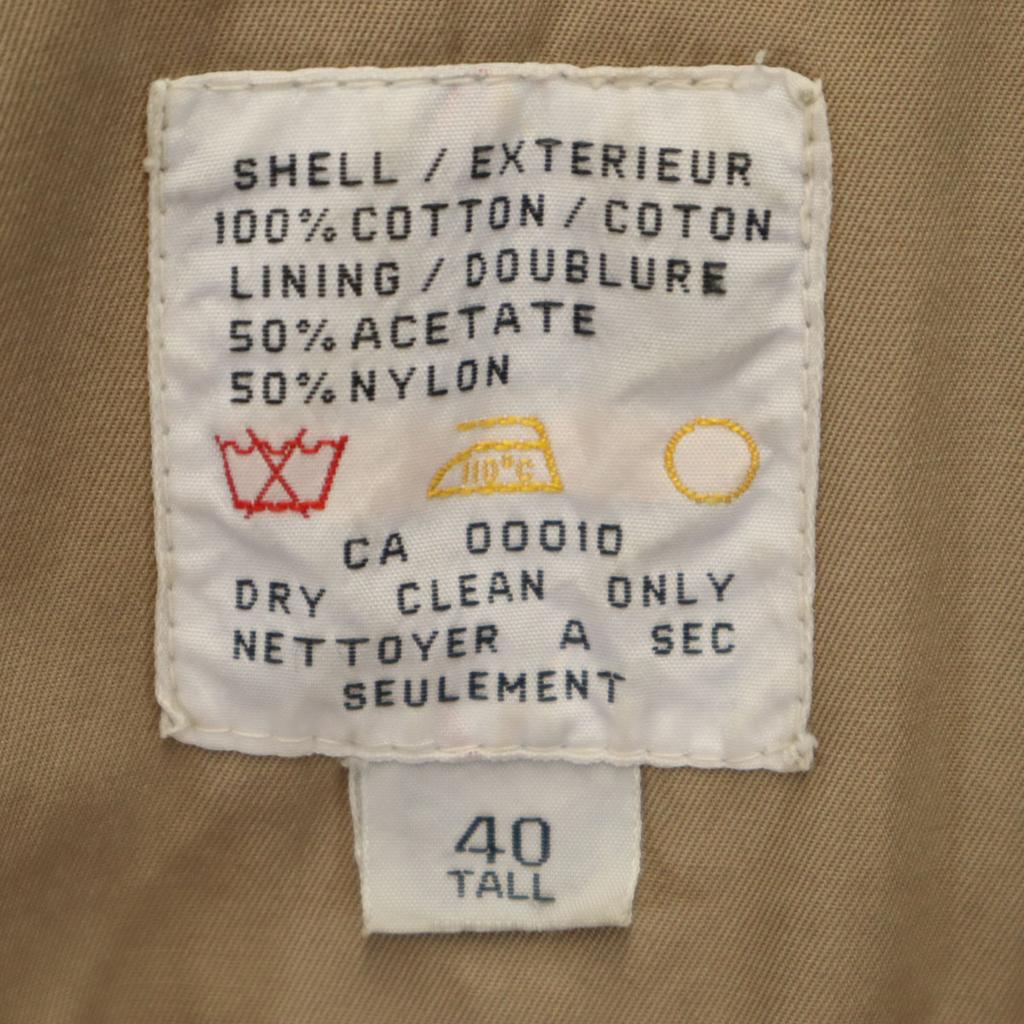 SHELL / EXTERIEUR
100% COTTON / COTON
LINING / DOUBLURE
50% ACETATE
50% NYLON
110°C
CA 00010
DRY CLEAN ONLY
NETTOYER A SEC
SEULEMENT
40
TALL